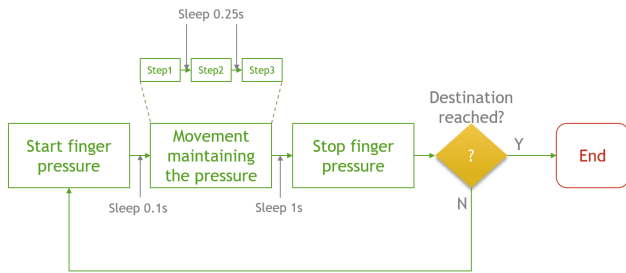 Sleep 0.25s
Step1
Step2
Step3
Start finger
pressure
Movement
maintaining
the pressure
Stop finger
pressure
Destination
reached?
?
Y
End
N
Sleep 0.1s
Sleep 1s